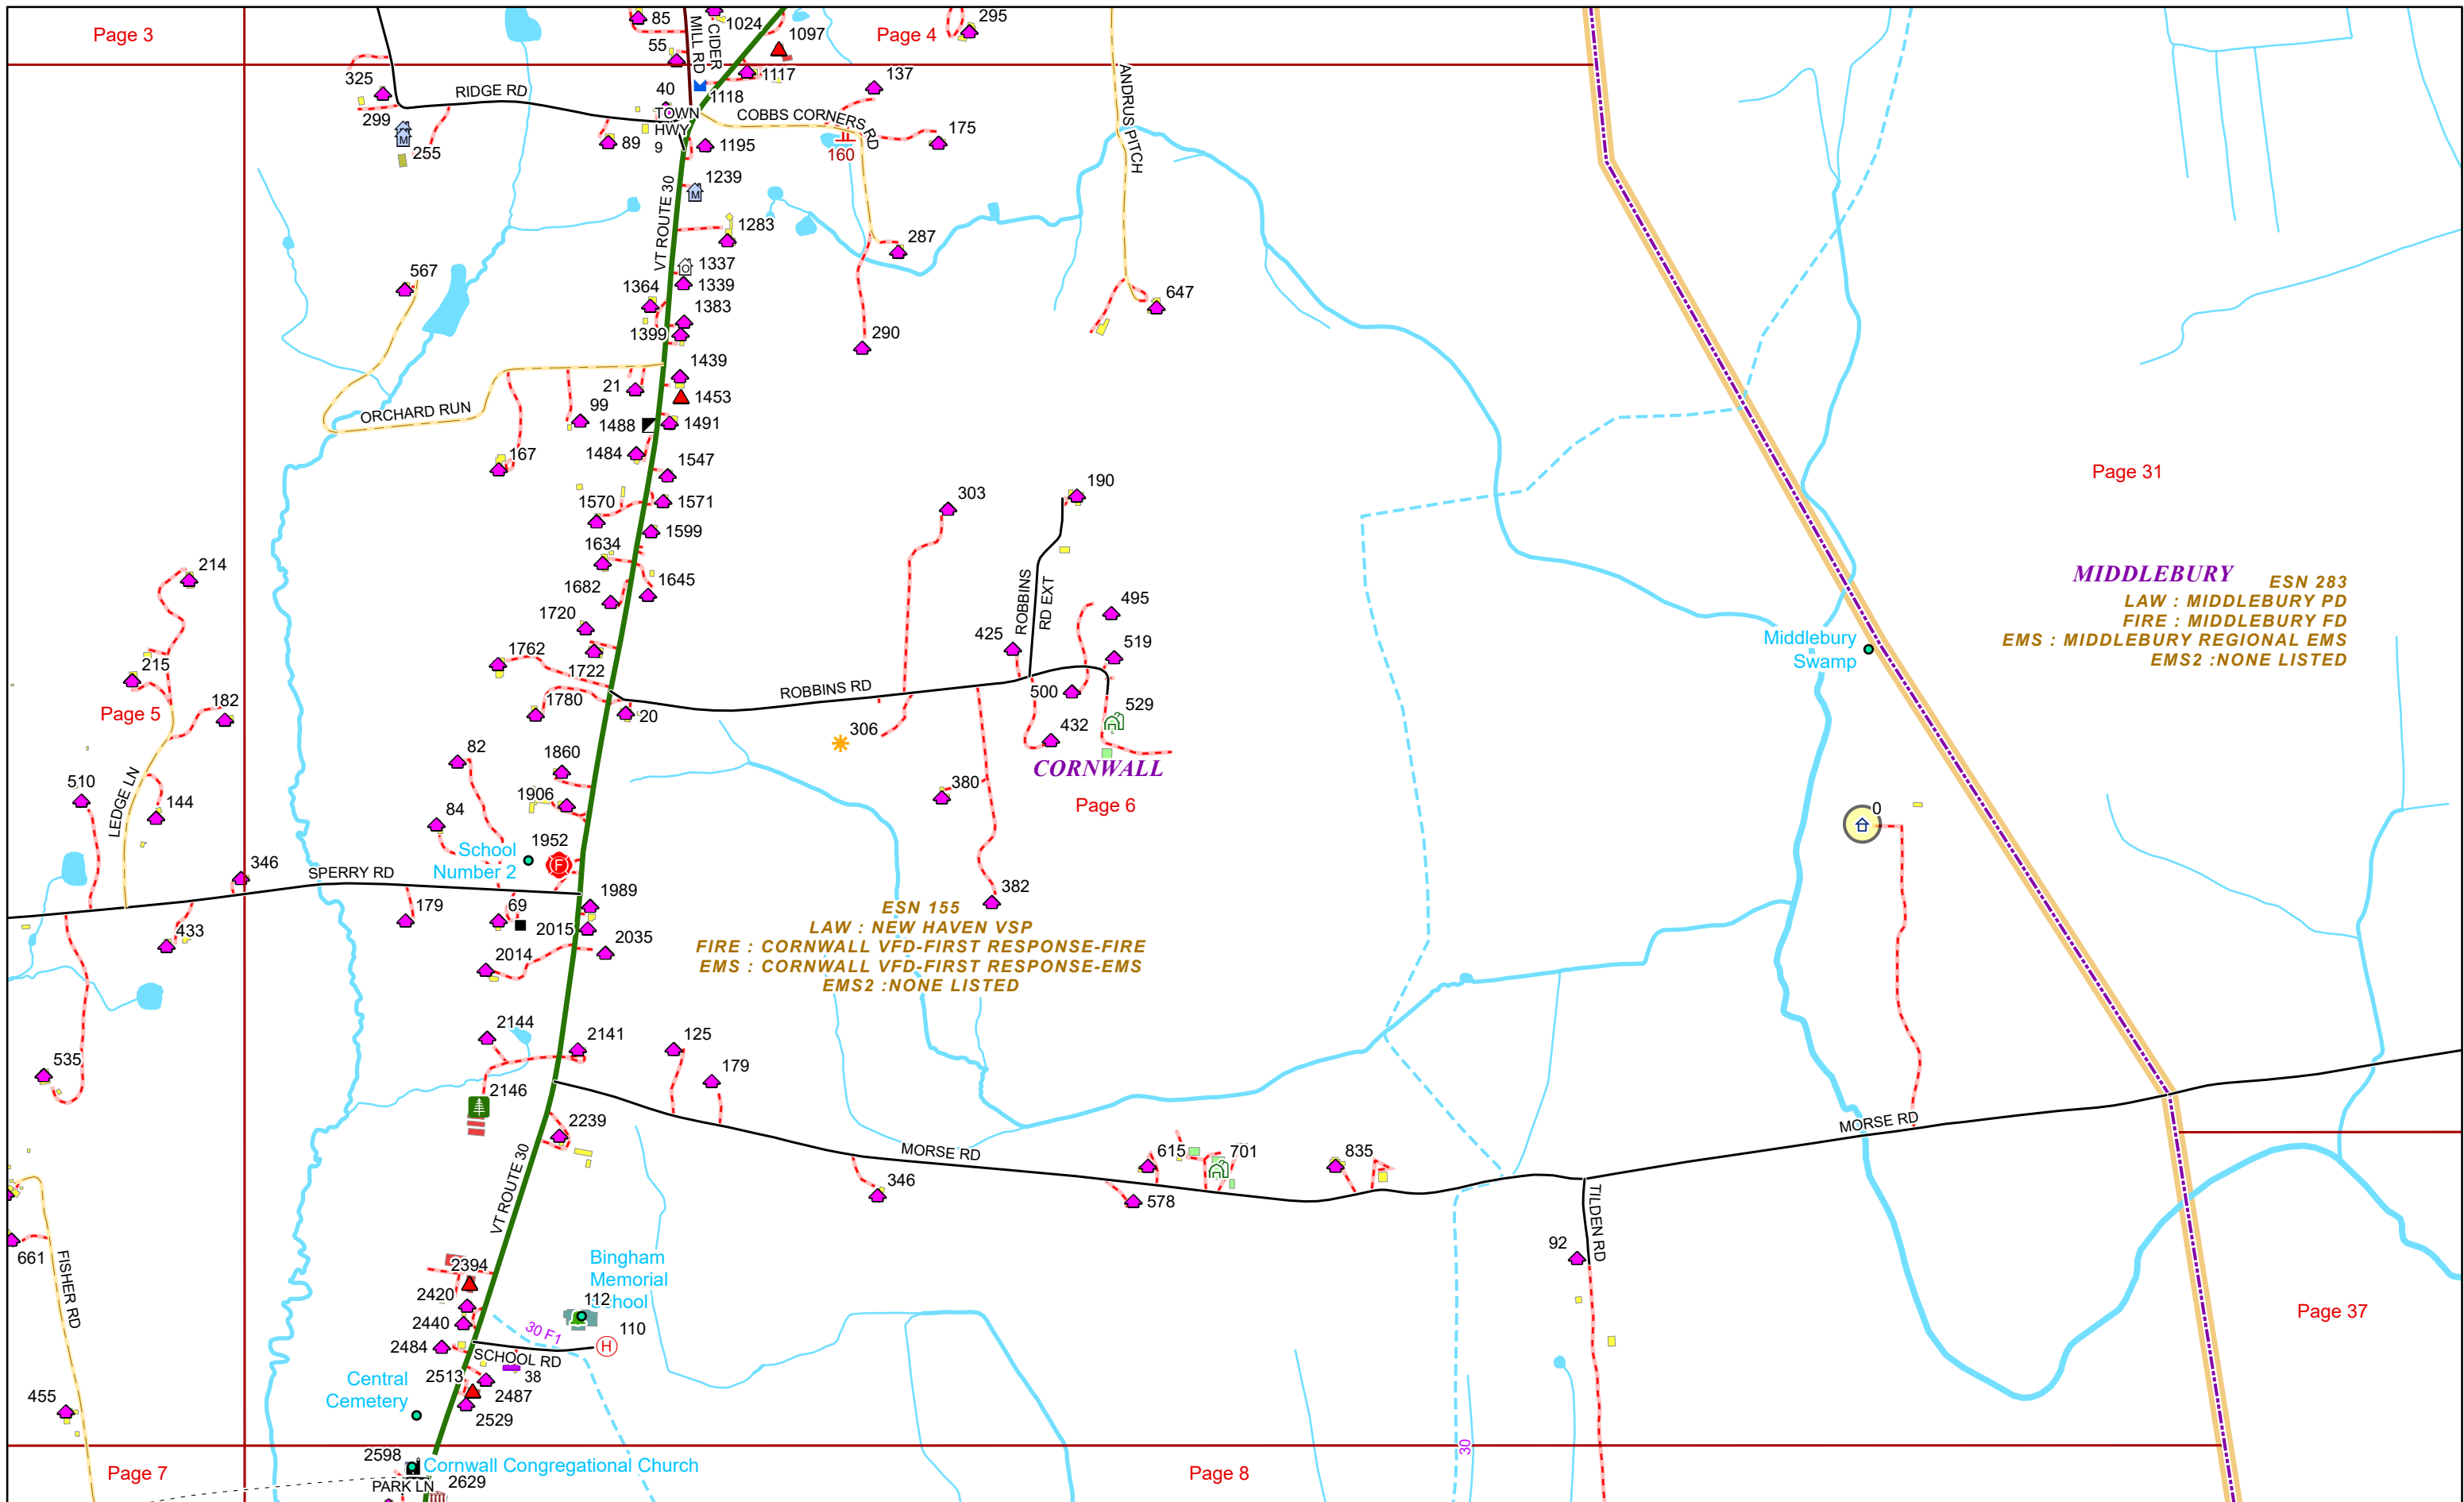 Page 3
85
MILL RD
CIDER
1024
1097
Page 4
295
55
325
1117
137
RIDGE RD
40
1118
ANDRUS PITCH
299
TOWN
HWY
9
COBBS CORNERS RD
255
89
1195
160
175
1239
VT ROUTE 30
1283
287
1337
567
1339
1364
1383
647
1399
290
1439
21
1453
ORCHARD RUN
99
1488
1491
167
1484
1547
Page 31
190
303
1570
1571
1599
1634
214
1645
1682
ROBBINS
RD EXT
MIDDLEBURY
ESN 283
LAW : MIDDLEBURY PD
FIRE : MIDDLEBURY FD
EMS : MIDDLEBURY REGIONAL EMS
EMS2 :NONE LISTED
495
1720
425
519
Middlebury
Swamp
1762
215
1722
ROBBINS RD
500
182
1780
20
529
Page 5
306
432
82
1860
CORNWALL
510
LEDGE LN
144
1906
380
Page 6
0
84
1952
School
Number 2
346
SPERRY RD
382
179
69
1989
433
2015
2035
2014
ESN 155
LAW : NEW HAVEN VSP
FIRE : CORNWALL VFD-FIRST RESPONSE-FIRE
EMS : CORNWALL VFD-FIRST RESPONSE-EMS
EMS2 :NONE LISTED
2144
2141
125
535
179
2146
2239
MORSE RD
MORSE RD
615
701
835
VT ROUTE 30
346
578
TILDEN RD
92
661
FISHER RD
2394
Bingham
Memorial
School
112
2420
2440
30 F1
110
H
Page 37
2484
SCHOOL RD
38
2513
2487
Central
Cemetery
455
2529
2598
Cornwall Congregational Church
30
Page 7
PARK LN
2629
Page 8
M
M
O
F